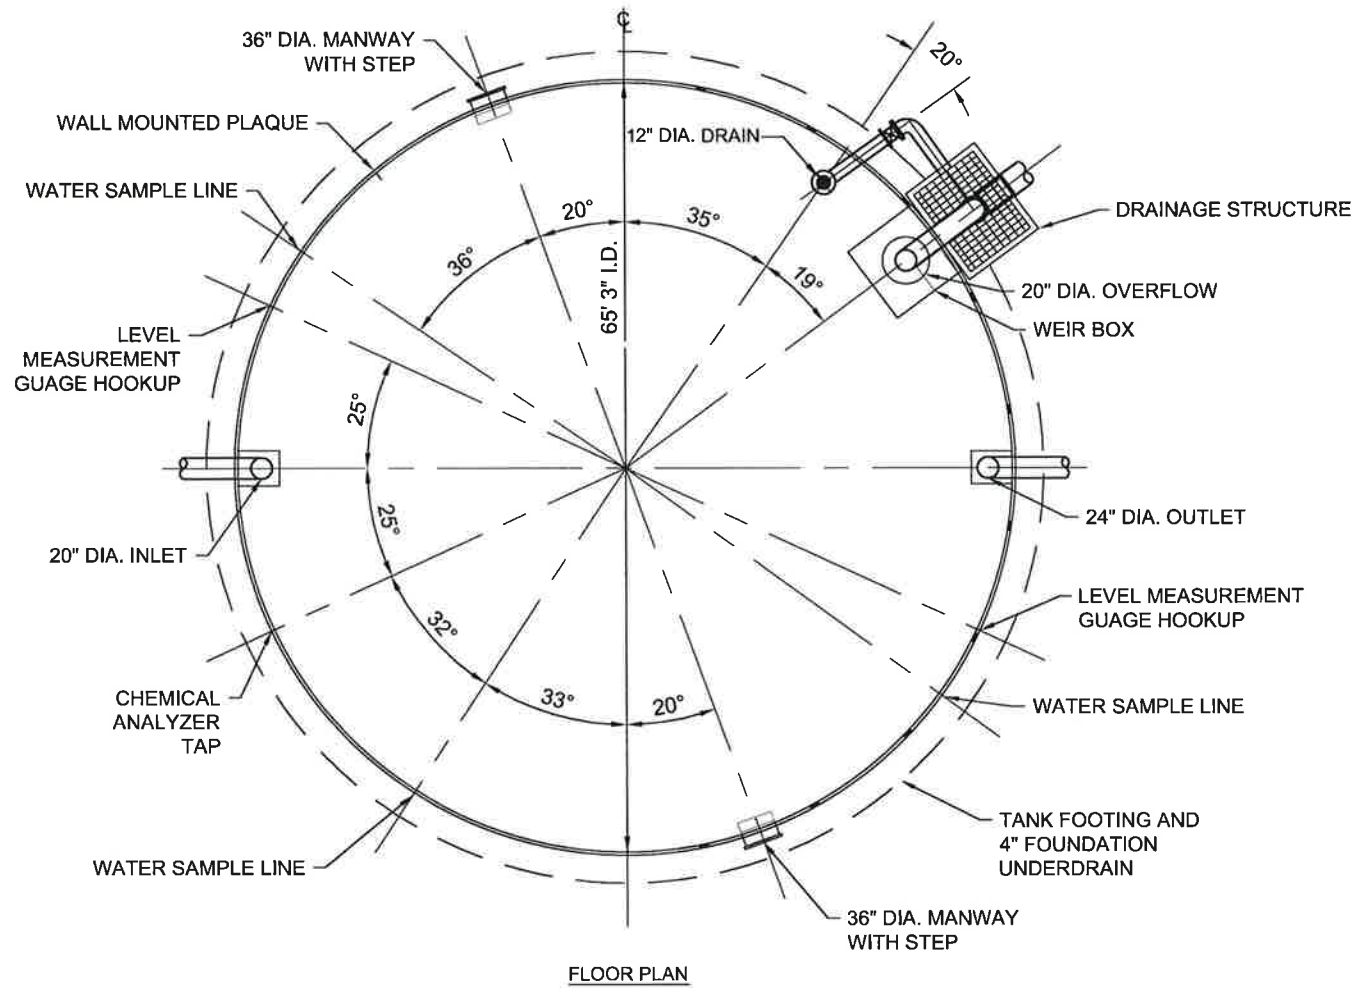 ℄
36" DIA. MANWAY
WITH STEP
20°
WALL MOUNTED PLAQUE
12" DIA. DRAIN
WATER SAMPLE LINE
DRAINAGE STRUCTURE
20°
35°
36°
19°
65' 3" I.D.
20" DIA. OVERFLOW
WEIR BOX
LEVEL
MEASUREMENT
GUAGE HOOKUP
25°
25°
24" DIA. OUTLET
20" DIA. INLET
LEVEL MEASUREMENT
GUAGE HOOKUP
32°
33°
20°
CHEMICAL
ANALYZER
TAP
WATER SAMPLE LINE
TANK FOOTING AND
4" FOUNDATION
UNDERDRAIN
WATER SAMPLE LINE
36" DIA. MANWAY
WITH STEP
FLOOR PLAN